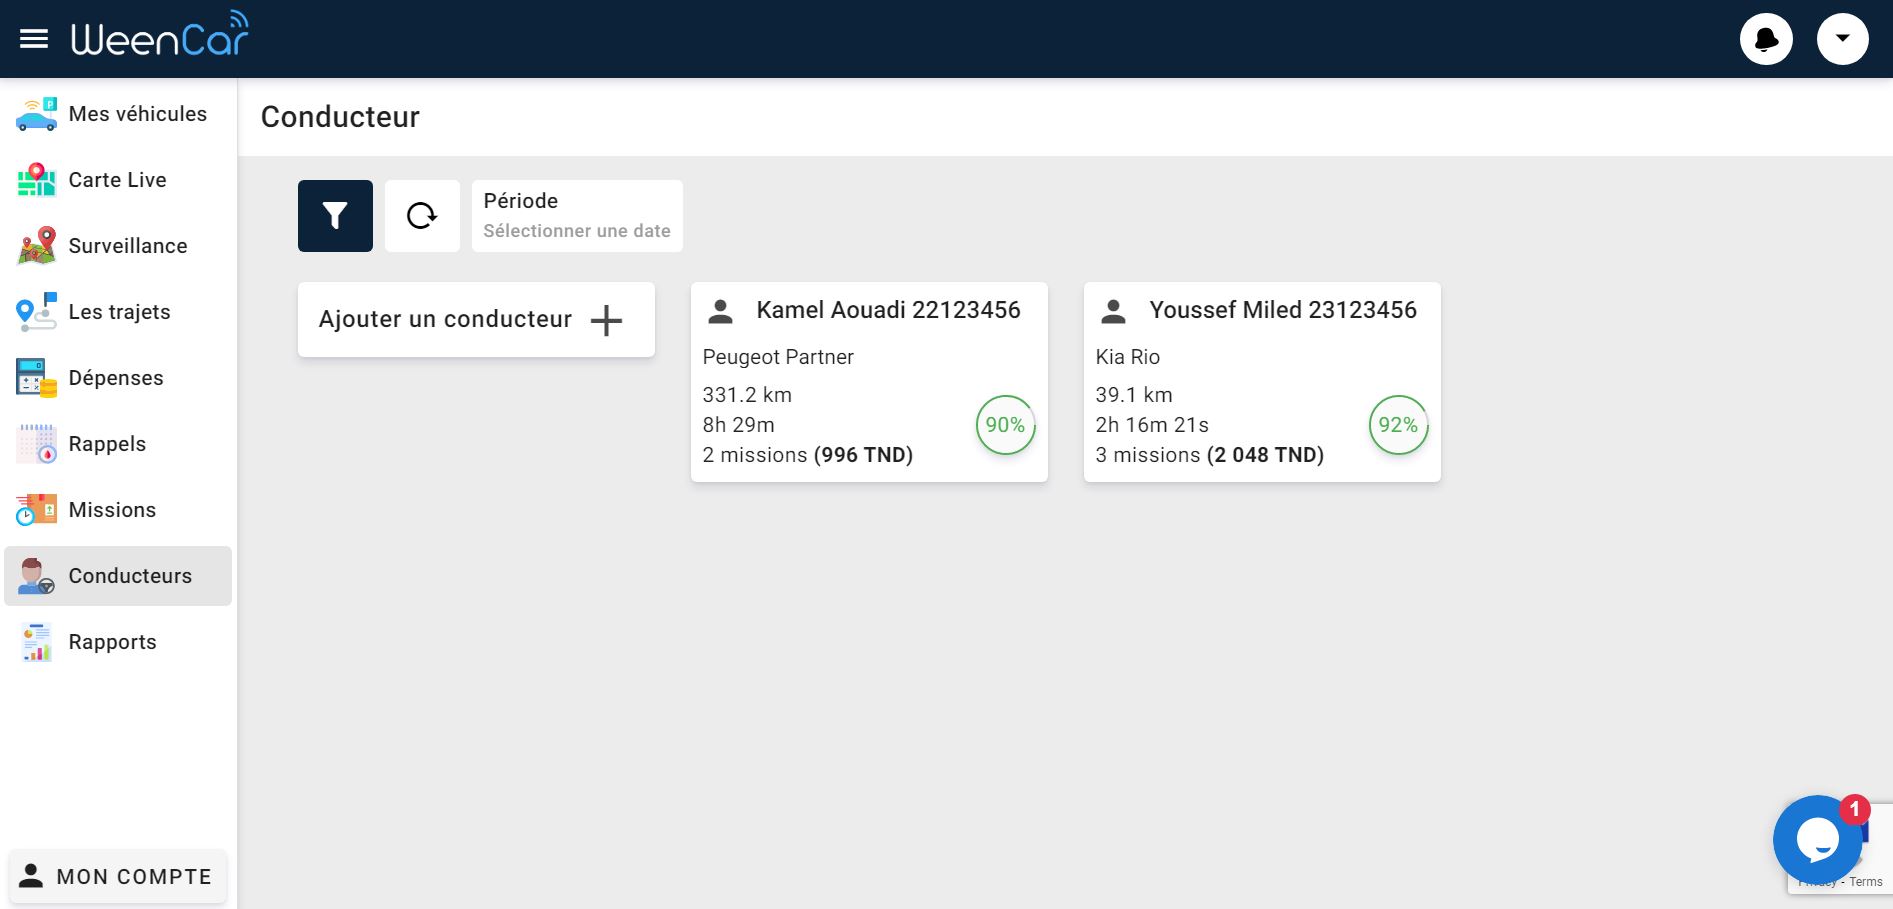 WeenCar
Mes véhicules
Carte Live
Surveillance
Les trajets
Dépenses
Rappels
Missions
Conducteurs
Rapports
MON COMPTE
Conducteur
Période
Sélectionner une date
Ajouter un conducteur
Kamel Aouadi 22123456
Peugeot Partner
331.2 km
8h 29m
2 missions (996 TND)
90%
Youssef Miled 23123456
Kia Rio
39.1 km
2h 16m 21s
3 missions (2 048 TND)
92%
1
Privacy - Terms